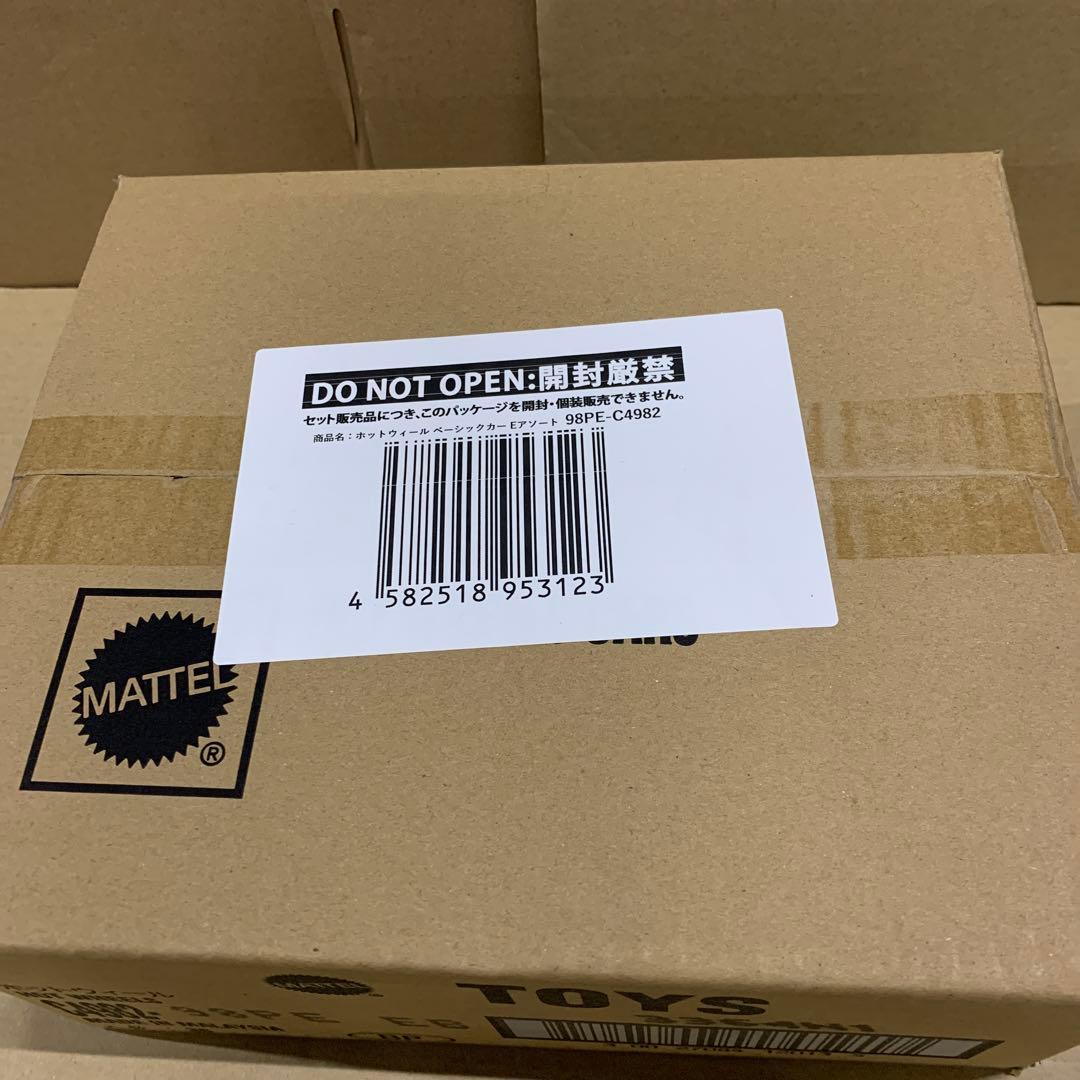 DO NOT OPEN:開封厳禁
セット販売品につき、このパッケージを開封・個装販売できません。
商品名：ホットウィール ベーシックカー Eアソート 98PE-C4982
4 582518 953123
MATTEL
®
MATTEL
TOYS
98PE
MALAYSIA